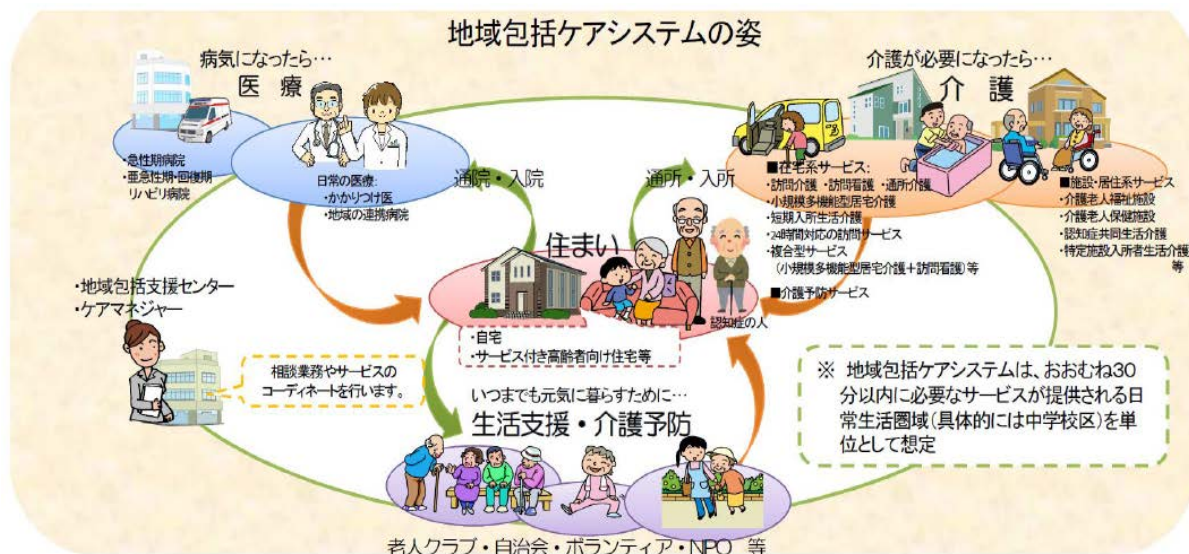 地域包括ケアシステムの姿
病気になったら…
医 療
・急性期病院
・亜急性期・回復期
リハビリ病院
日常の医療:
・かかりつけ医
・地域の連携病院
通院・入院
通所・入所
介護が必要になったら…
介 護
■在宅系サービス:
・訪問介護 ・訪問看護 ・通所介護
・小規模多機能型居宅介護
・短期入所生活介護
・24時間対応の訪問サービス
・複合型サービス
(小規模多機能型居宅介護+訪問看護)等
■介護予防サービス
■施設・居住系サービス
・介護老人福祉施設
・介護老人保健施設
・認知症共同生活介護
・特定施設入所者生活介護
等
住まい
認知症の人
・自宅
・サービス付き高齢者向け住宅等
・地域包括支援センター
・ケアマネジャー
相談業務やサービスの
コーディネートを行います。
いつまでも元気に暮らすために…
生活支援・介護予防
老人クラブ・自治会・ボランティア・NPO 等
※ 地域包括ケアシステムは、おおむね30
分以内に必要なサービスが提供される日
常生活圏域(具体的には中学校区)を単
位として想定